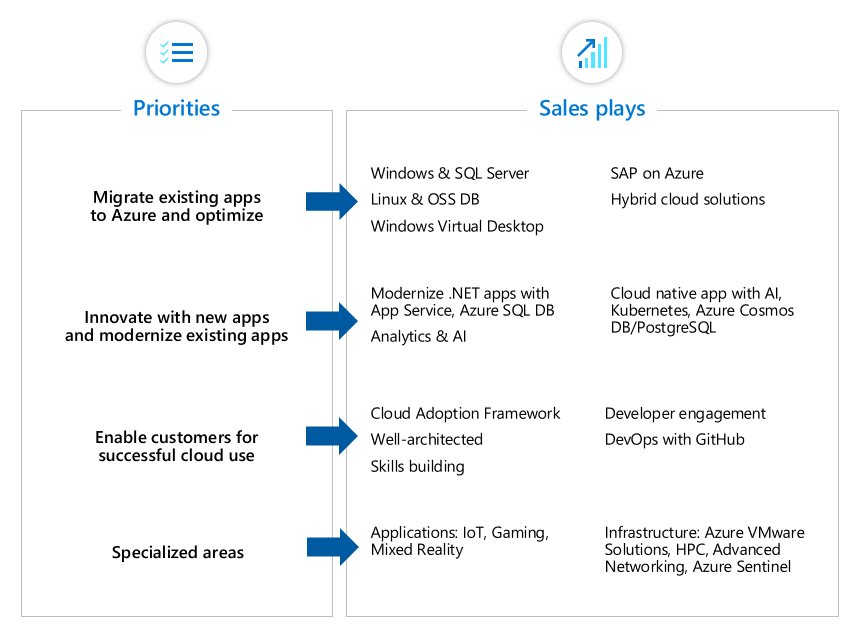 Priorities
Sales plays
Migrate existing apps
to Azure and optimize
Windows & SQL Server
Linux & OSS DB
Windows Virtual Desktop
SAP on Azure
Hybrid cloud solutions
Innovate with new apps
and modernize existing apps
Modernize .NET apps with
App Service, Azure SQL DB
Analytics & AI
Cloud native app with AI,
Kubernetes, Azure Cosmos
DB/PostgreSQL
Enable customers for
successful cloud use
Cloud Adoption Framework
Well-architected
Skills building
Developer engagement
DevOps with GitHub
Specialized areas
Applications: IoT, Gaming,
Mixed Reality
Infrastructure: Azure VMware
Solutions, HPC, Advanced
Networking, Azure Sentinel